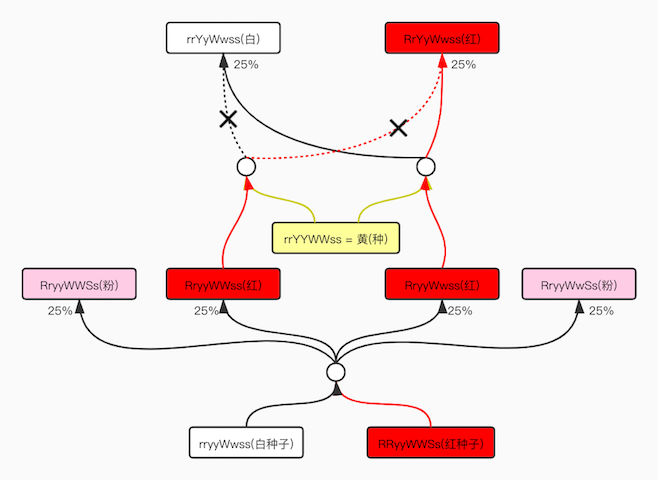 rrYyWwss(白)
RrYyWwss(红)
25%
25%
rrYYWWss = 黄(种)
RryyWWSs(粉)
RryyWWss(红)
RryyWwss(红)
RryyWwSs(粉)
25%
25%
25%
25%
rryyWwss(白种子)
RRyyWWSs(红种子)